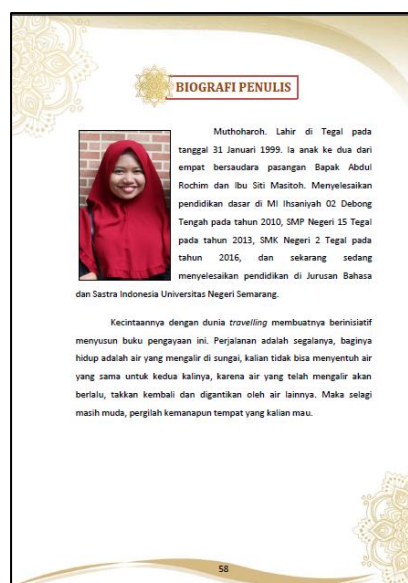 BIOGRAFI PENULIS
Muthoharoh. Lahir di Tegal pada
tanggal 31 Januari 1999. Ia anak ke dua dari
empat bersaudara pasangan Bapak Abdul
Rochim dan Ibu Siti Masitoh. Menyelesaikan
pendidikan dasar di MI Ihsaniyah 02 Debong
Tengah pada tahun 2010, SMP Negeri 15 Tegal
pada tahun 2013, SMK Negeri 2 Tegal pada
tahun 2016, dan sekarang sedang
menyelesaikan pendidikan di Jurusan Bahasa
dan Sastra Indonesia Universitas Negeri Semarang.
Kecintaannya dengan dunia travelling membuatnya berinisiatif
menyusun buku pengayaan ini. Perjalanan adalah segalanya, baginya
hidup adalah air yang mengalir di sungai, kalian tidak bisa menyentuh air
yang sama untuk kedua kalinya, karena air yang telah mengalir akan
berlalu, takkan kembali dan digantikan oleh air lainnya. Maka selagi
masih muda, pergilah kemanapun tempat yang kalian mau.
58